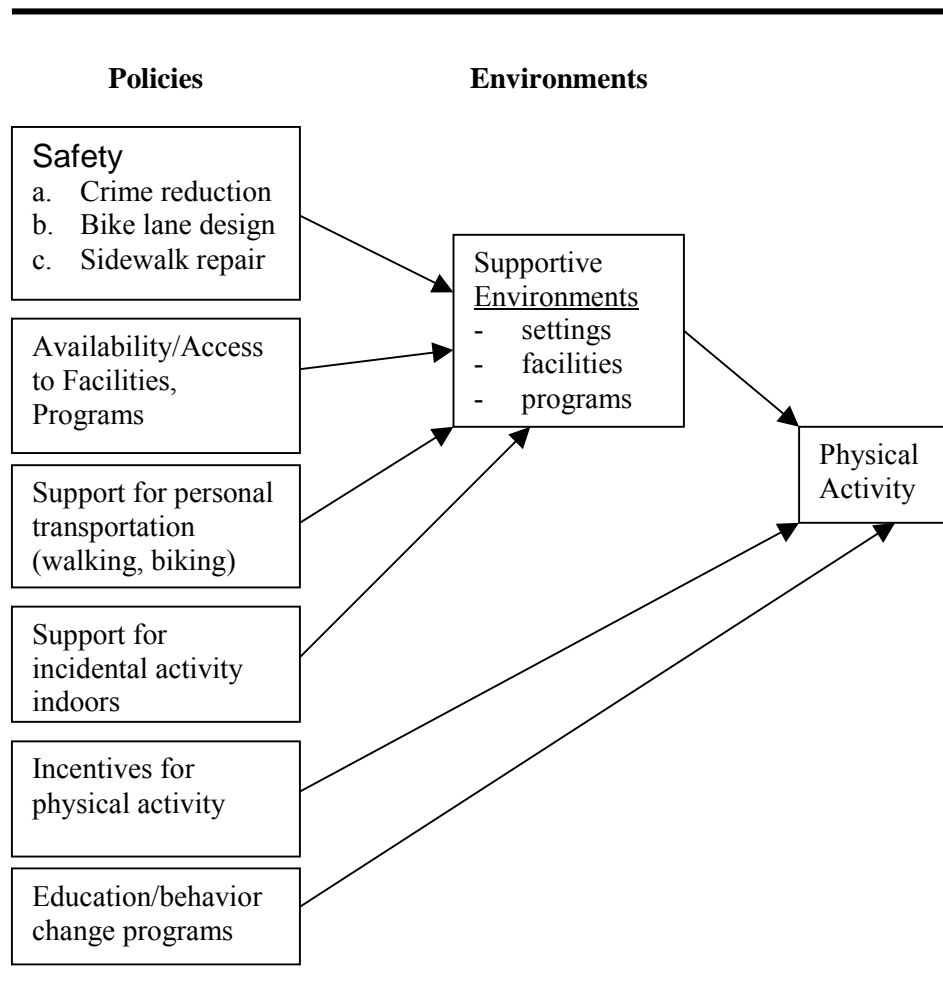 Policies
Environments
Safety
a. Crime reduction
b. Bike lane design
c. Sidewalk repair
Availability/Access
to Facilities,
Programs
Support for personal
transportation
(walking, biking)
Support for
incidental activity
indoors
Incentives for
physical activity
Education/behavior
change programs
Supportive
Environments
- settings
- facilities
- programs
Physical
Activity